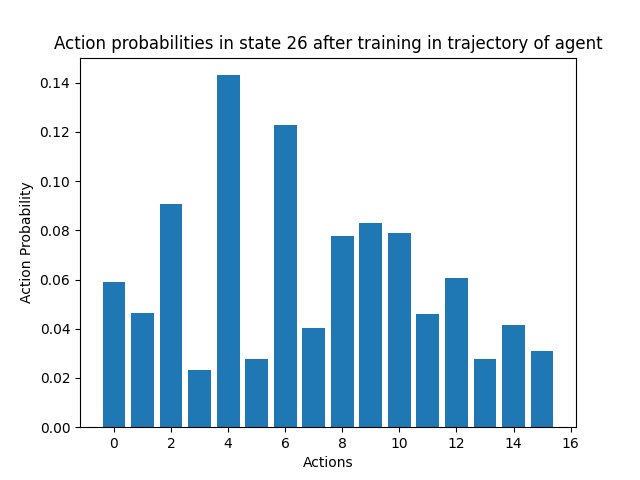 Action probabilities in state 26 after training in trajectory of agent
0.14
0.12
0.10
0.08
0.06
0.04
0.02
0.00
Action Probability
0 2 4 6 8 10 12 14 16
Actions